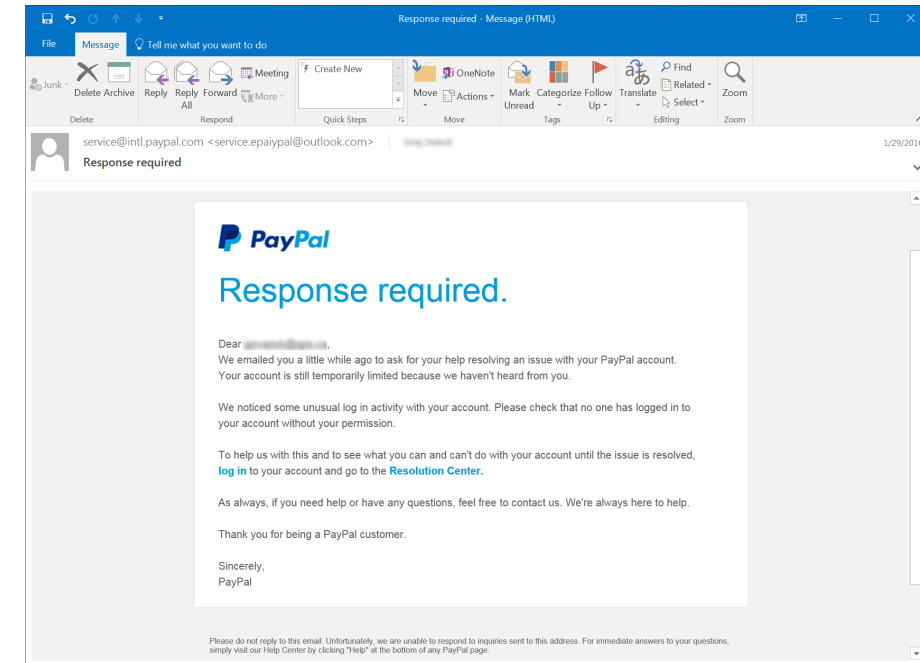 Response required - Message (HTML)
File Message Tell me what you want to do
Junk Delete Archive Reply Reply All Forward Meeting More Create New Move OneNote Actions Mark Unread Categorize Follow Up Translate Find Related Select Zoom
Delete Respond Quick Steps Move Tags Editing Zoom
service@intl.paypal.com <service.epaiypal@outlook.com>
1/29/2016
Response required
PayPal
Response required.
Dear
We emailed you a little while ago to ask for your help resolving an issue with your PayPal account.
Your account is still temporarily limited because we haven't heard from you.
We noticed some unusual log in activity with your account. Please check that no one has logged in to
your account without your permission.
To help us with this and to see what you can and can't do with your account until the issue is resolved,
log in to your account and go to the Resolution Center.
As always, if you need help or have any questions, feel free to contact us. We're always here to help.
Thank you for being a PayPal customer.
Sincerely,
PayPal
Please do not reply to this email. Unfortunately, we are unable to respond to inquiries sent to this address. For immediate answers to your questions,
simply visit our Help Center by clicking "Help" at the bottom of any PayPal page.